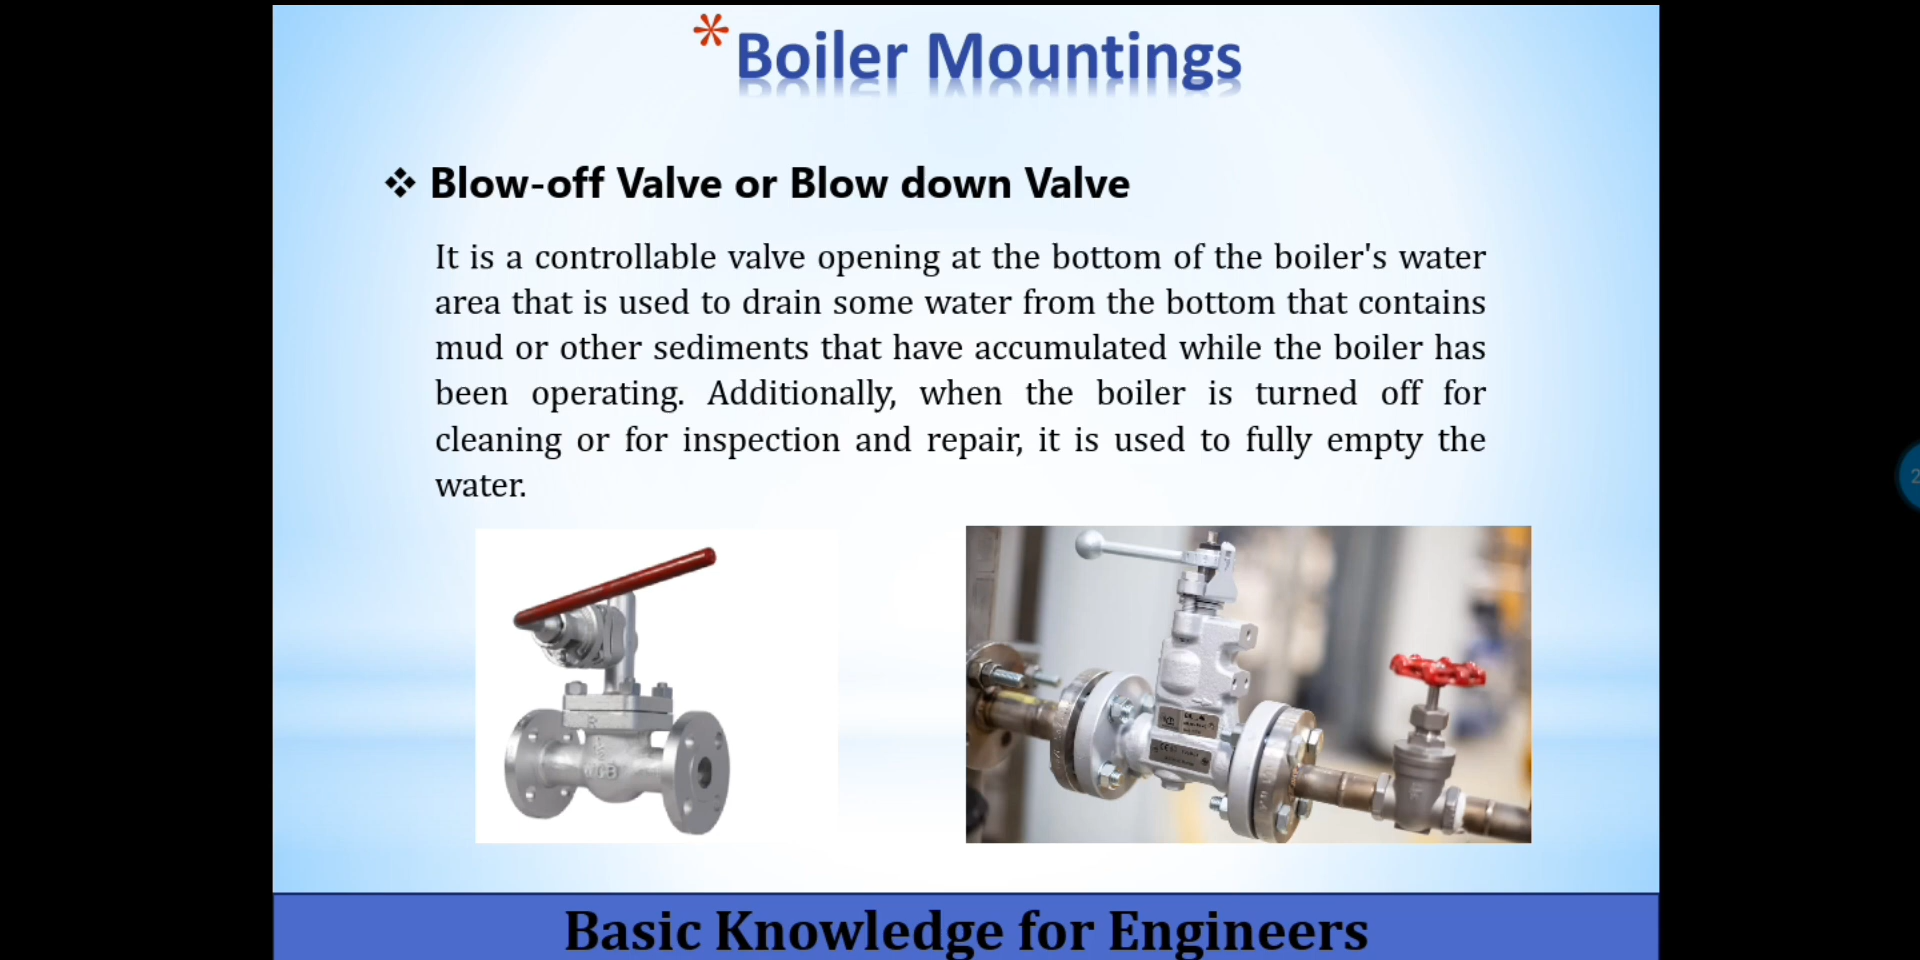 *Boiler Mountings
❖ Blow-off Valve or Blow down Valve
It is a controllable valve opening at the bottom of the boiler's water
area that is used to drain some water from the bottom that contains
mud or other sediments that have accumulated while the boiler has
been operating. Additionally, when the boiler is turned off for
cleaning or for inspection and repair, it is used to fully empty the
water.
Basic Knowledge for Engineers